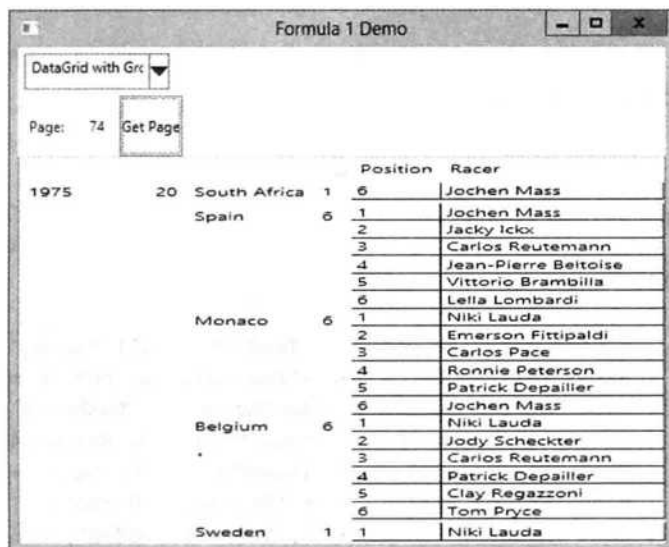 Formula 1 Demo
DataGrid with Grc
Page: 74 Get Page
Position Racer
1975 20 South Africa 1 6 Jochen Mass
Spain 6 1 Jochen Mass
2 Jacky Ickx
3 Carlos Reutemann
4 Jean-Pierre Beltoise
5 Vittorio Brambilla
6 Lella Lombardi
Monaco 6 1 Niki Lauda
2 Emerson Fittipaldi
3 Carlos Pace
4 Ronnie Peterson
5 Patrick Depailler
6 Jochen Mass
Belgium 6 1 Niki Lauda
2 Jody Scheckter
3 Carlos Reutemann
4 Patrick Depailler
5 Clay Regazzoni
6 Tom Pryce
Sweden 1 1 Niki Lauda